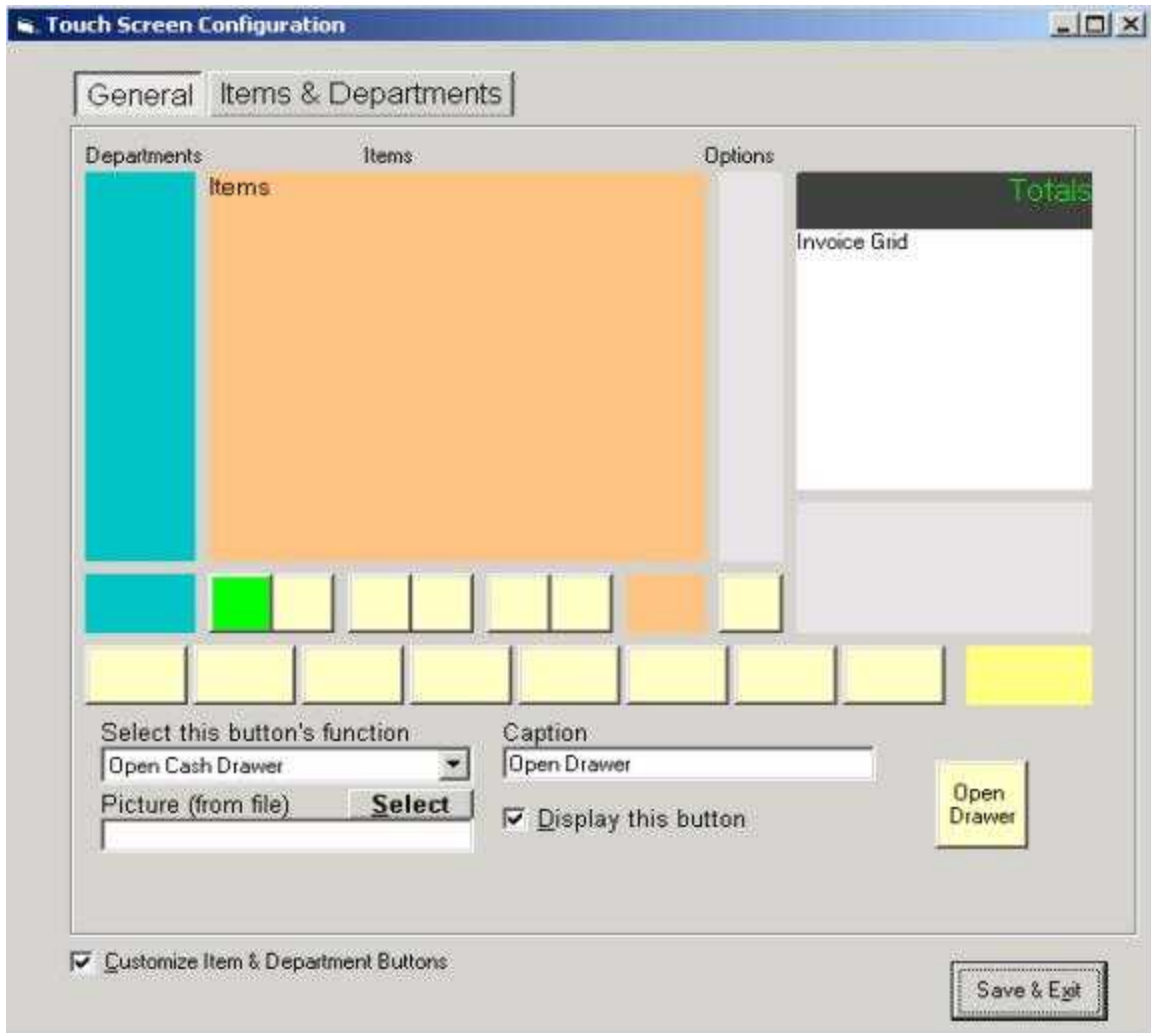 Touch Screen Configuration
General Items & Departments
Departments Items Options
Items
Totals
Invoice Grid
Select this button's function
Caption
Open Cash Drawer
Open Drawer
Picture (from file) Select
Display this button
Open
Drawer
Customize Item & Department Buttons
Save & Exit